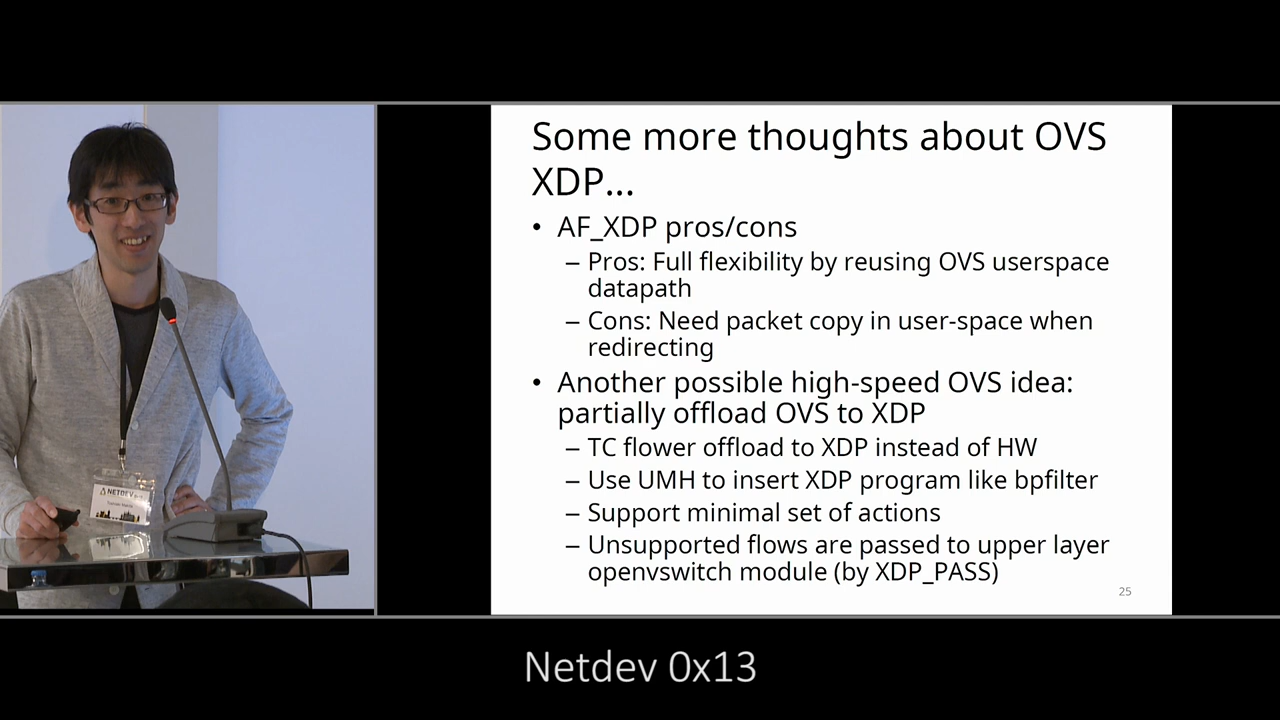 Some more thoughts about OVS
XDP...
• AF_XDP pros/cons
– Pros: Full flexibility by reusing OVS userspace
datapath
– Cons: Need packet copy in user-space when
redirecting
• Another possible high-speed OVS idea:
partially offload OVS to XDP
– TC flower offload to XDP instead of HW
– Use UMH to insert XDP program like bpfilter
– Support minimal set of actions
– Unsupported flows are passed to upper layer
openvswitch module (by XDP_PASS)
25
NETDEV
Netdev 0x13